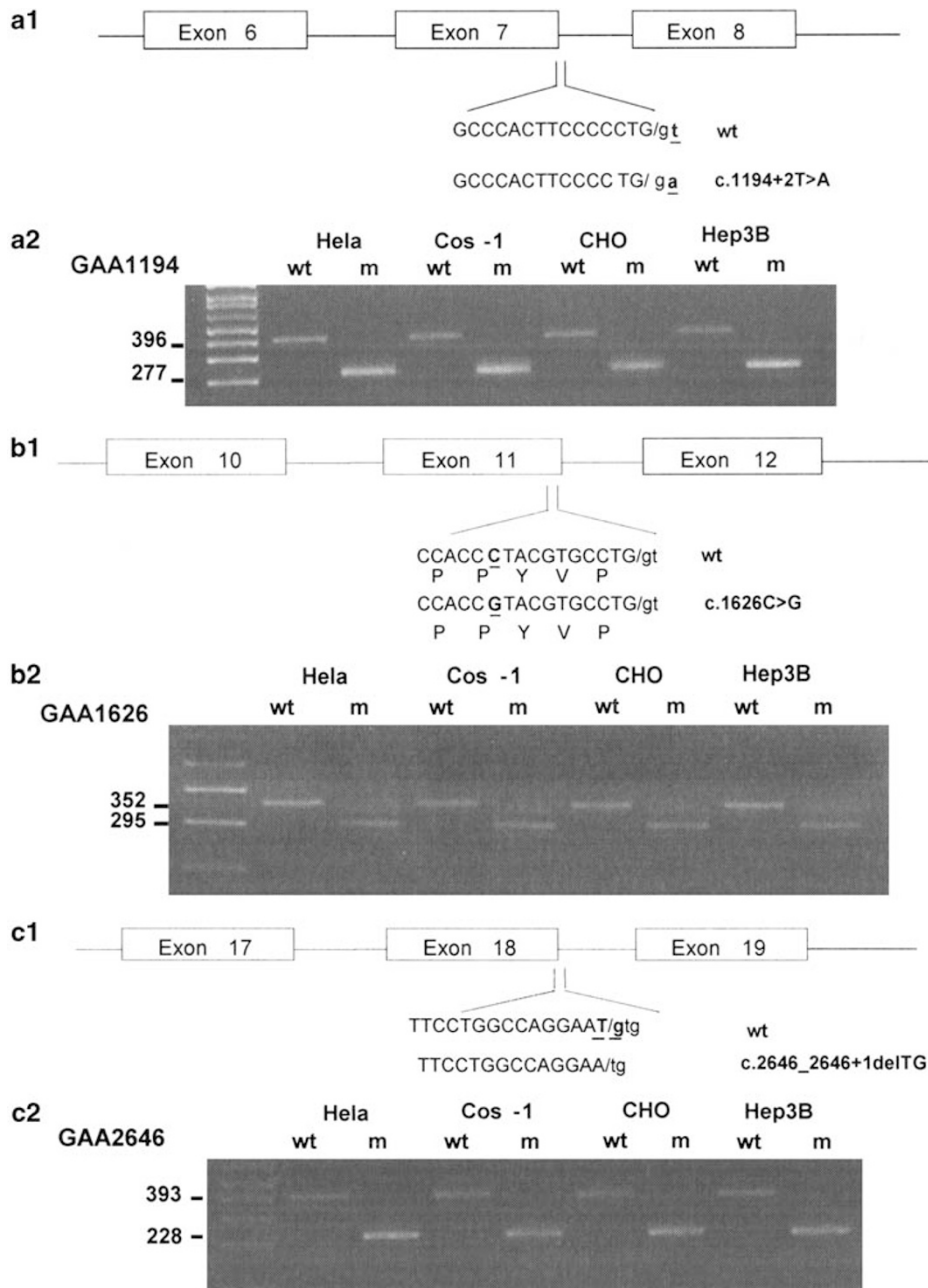 a1
Exon 6 Exon 7 Exon 8
GCCCACTTCCCCCTG/gt wt
GCCCACTTCCCC TG/ ga c.1194+2T>A
a2
Hela Cos -1 CHO Hep3B
GAA1194 wt m wt m wt m wt m
396
277
b1
Exon 10 Exon 11 Exon 12
CCACCCTACGTGCCTG/gt wt
P P Y V P
CCACCGTACGTGCCTG/gt c.1626C>G
P P Y V P
b2
Hela Cos -1 CHO Hep3B
GAA1626 wt m wt m wt m wt m
352
295
c1
Exon 17 Exon 18 Exon 19
TTCCTGGCCAGGAAT/gtg wt
TTCCTGGCCAGGAA/tg c.2646_2646+1delTG
c2
Hela Cos -1 CHO Hep3B
GAA2646 wt m wt m wt m wt m
393
228